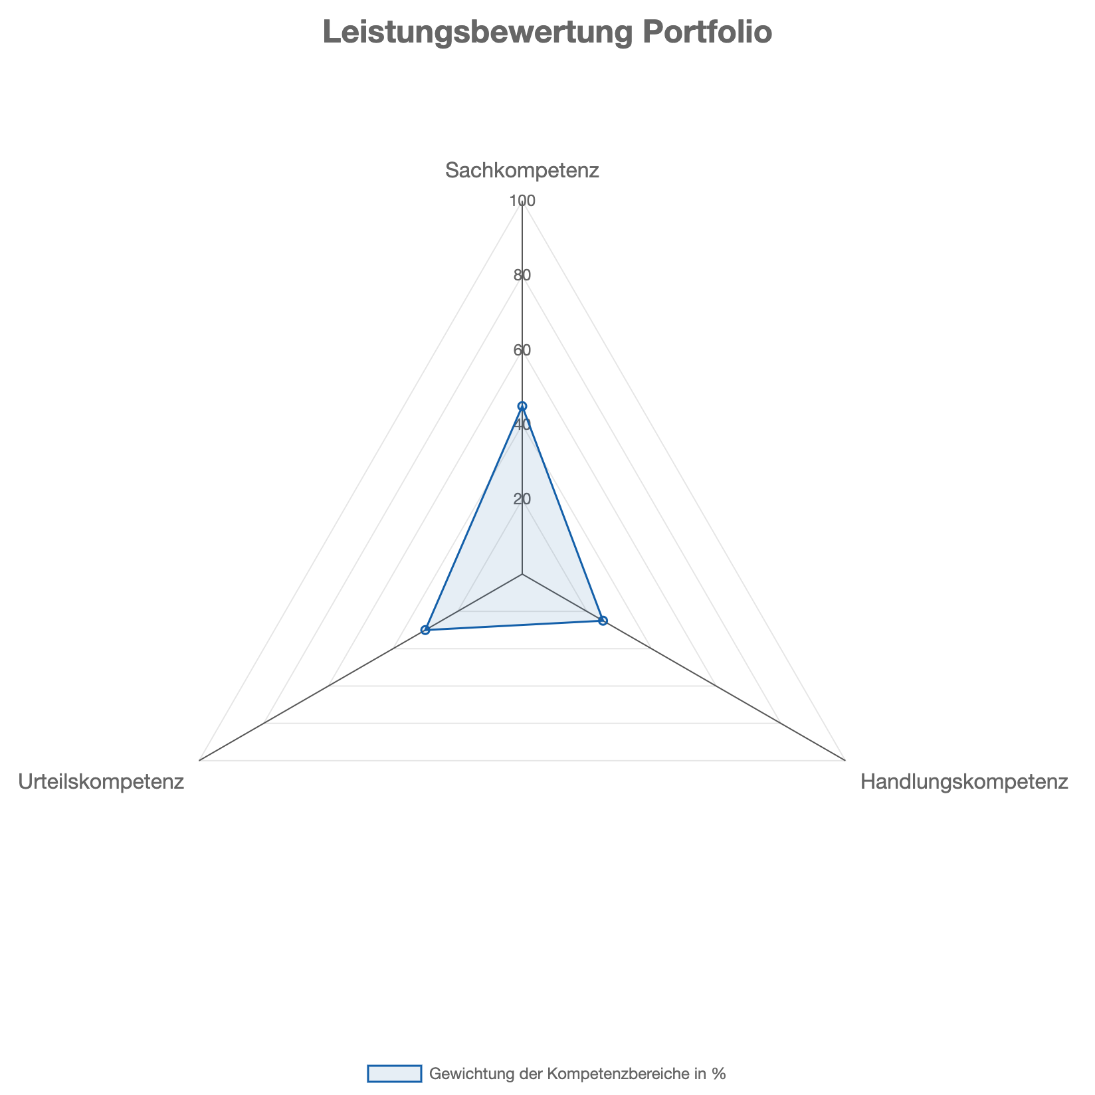 Leistungsbewertung Portfolio
Sachkompetenz
100
80
60
40
20
Urteilskompetenz
Handlungskompetenz
Gewichtung der Kompetenzbereiche in %